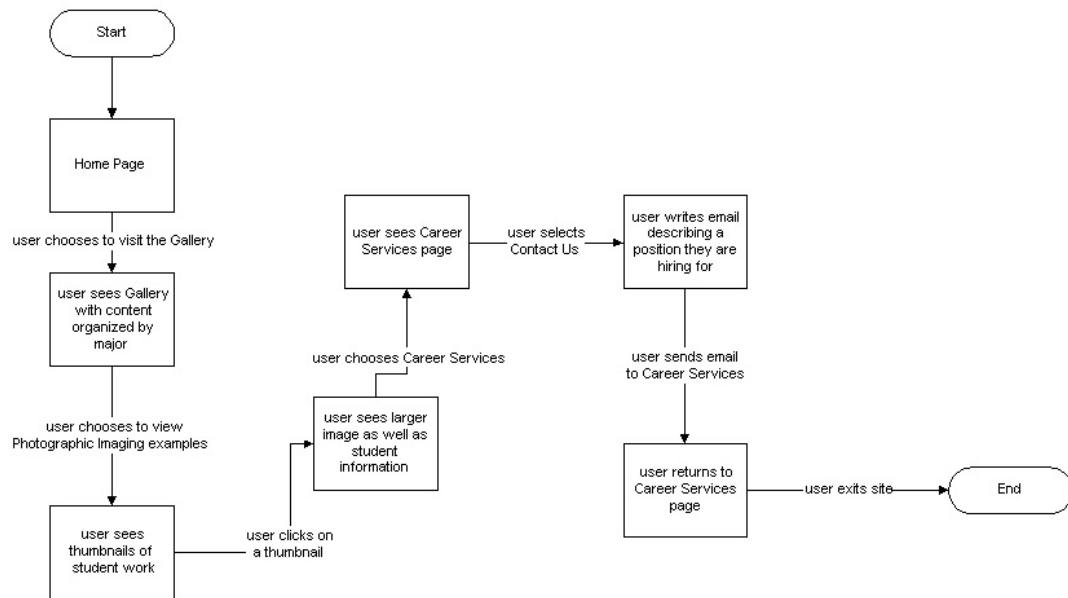 Start
Home Page
user chooses to visit the Gallery
user sees Gallery
with content
organized by
major
user chooses to view
Photographic Imaging examples
user sees
thumbnails of
student work
user clicks on
a thumbnail
user sees larger
image as well as
student
information
user chooses Career Services
user sees Career
Services page
user selects
Contact Us
user writes email
describing a
position they are
hiring for
user sends email
to Career Services
user returns to
Career Services
page
user exits site
End